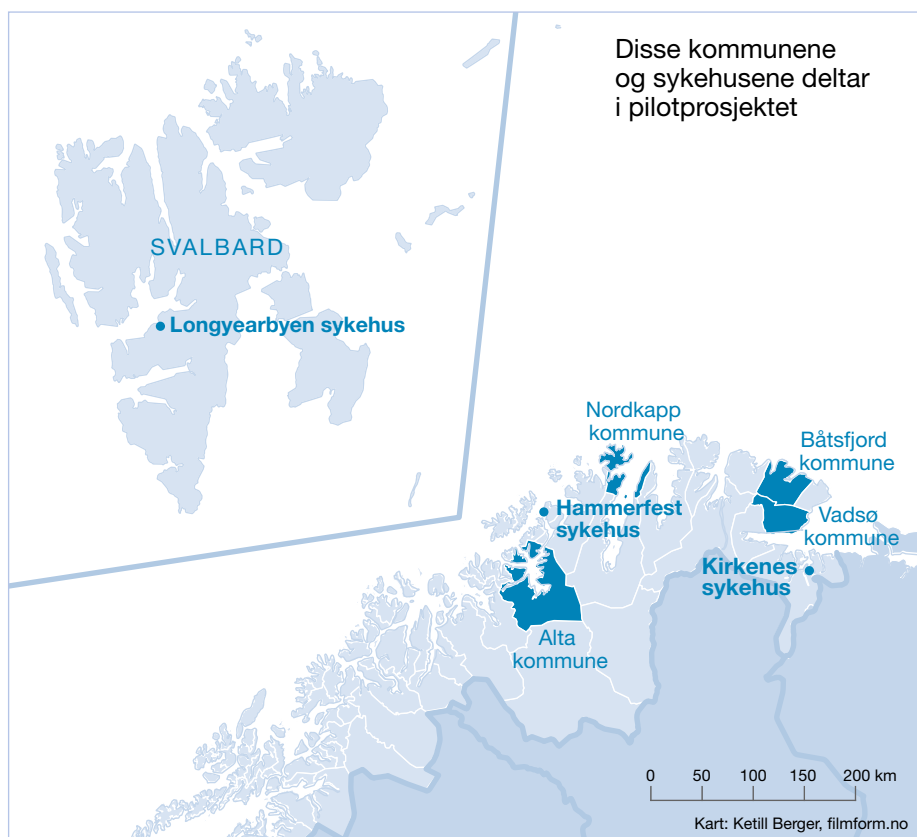 Disse kommunene
og sykehusene deltar
i pilotprosjektet
SVALBARD
Longyearbyen sykehus
Nordkapp
kommune
Båtsfjord
kommune
Hammerfest
sykehus
Vadsø
kommune
Kirkenes
sykehus
Alta
kommune
0 50 100 150 200 km
Kart: Ketill Berger, filmform.no